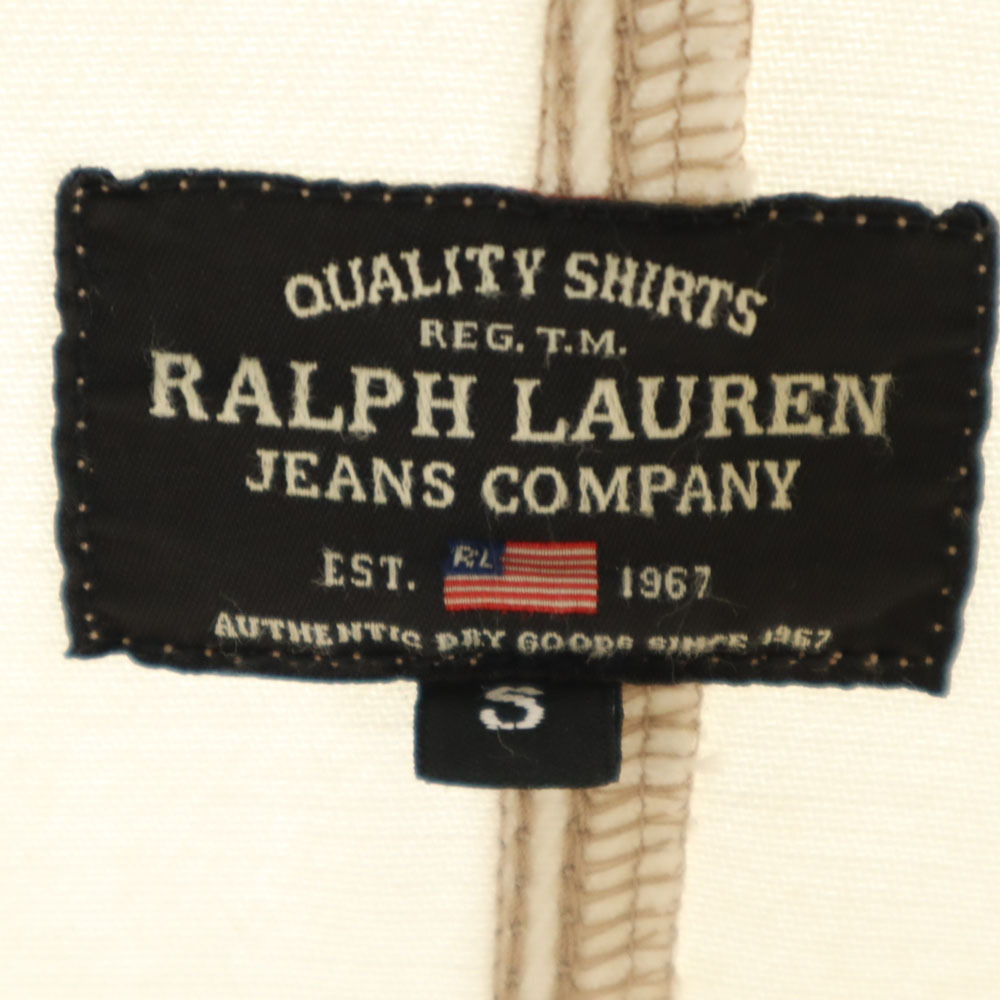 QUALITY SHIRTS
REG. T.M.
RALPH LAUREN
JEANS COMPANY
EST. RL 1967
AUTHENTIC DRY GOODS SINCE 1967
S